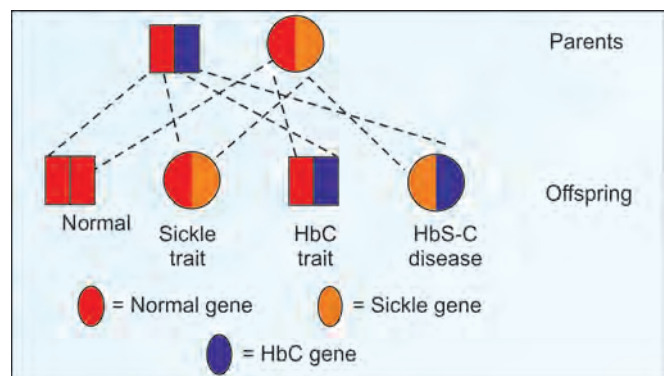 Parents
Normal
Sickle
trait
HbC
trait
HbS-C
disease
Offspring
= Normal gene
= Sickle gene
= HbC gene